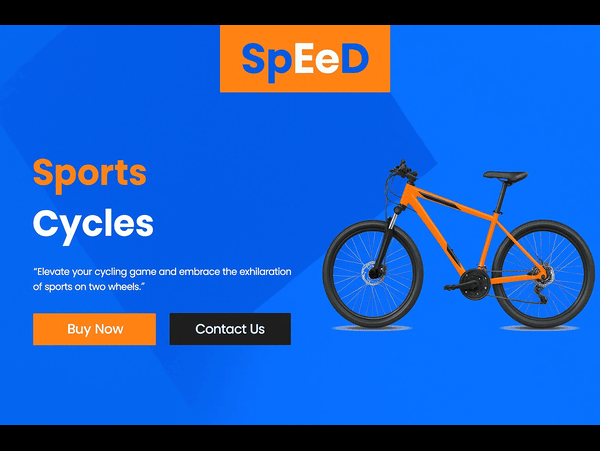 SpEeD
Sports
Cycles
“Elevate your cycling game and embrace the exhilaration
of sports on two wheels.”
Buy Now
Contact Us